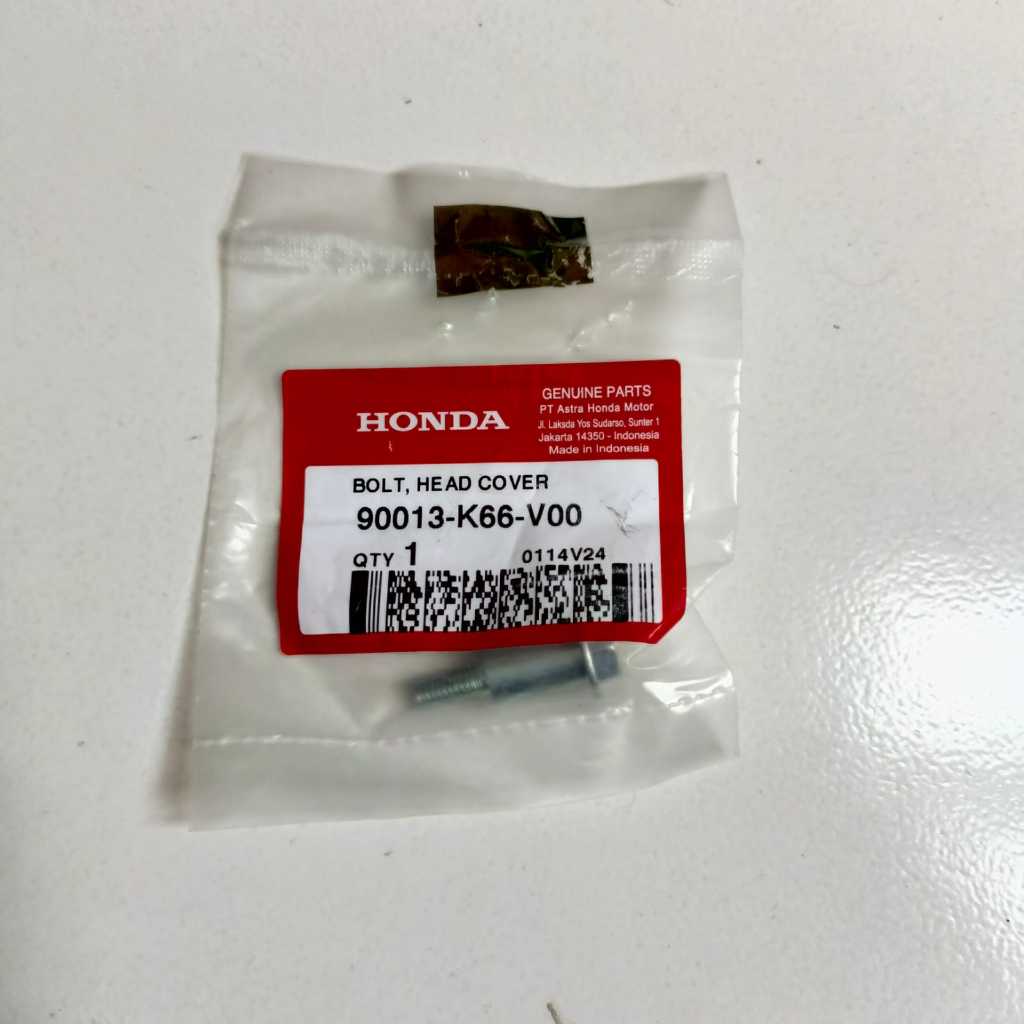 HONDA
GENUINE PARTS
PT Astra Honda Motor
Jl. Laksda Yos Sudarso, Sunter 1
Jakarta 14350 - Indonesia
Made in Indonesia
BOLT, HEAD COVER
90013-K66-V00
QTY 1
0114V24